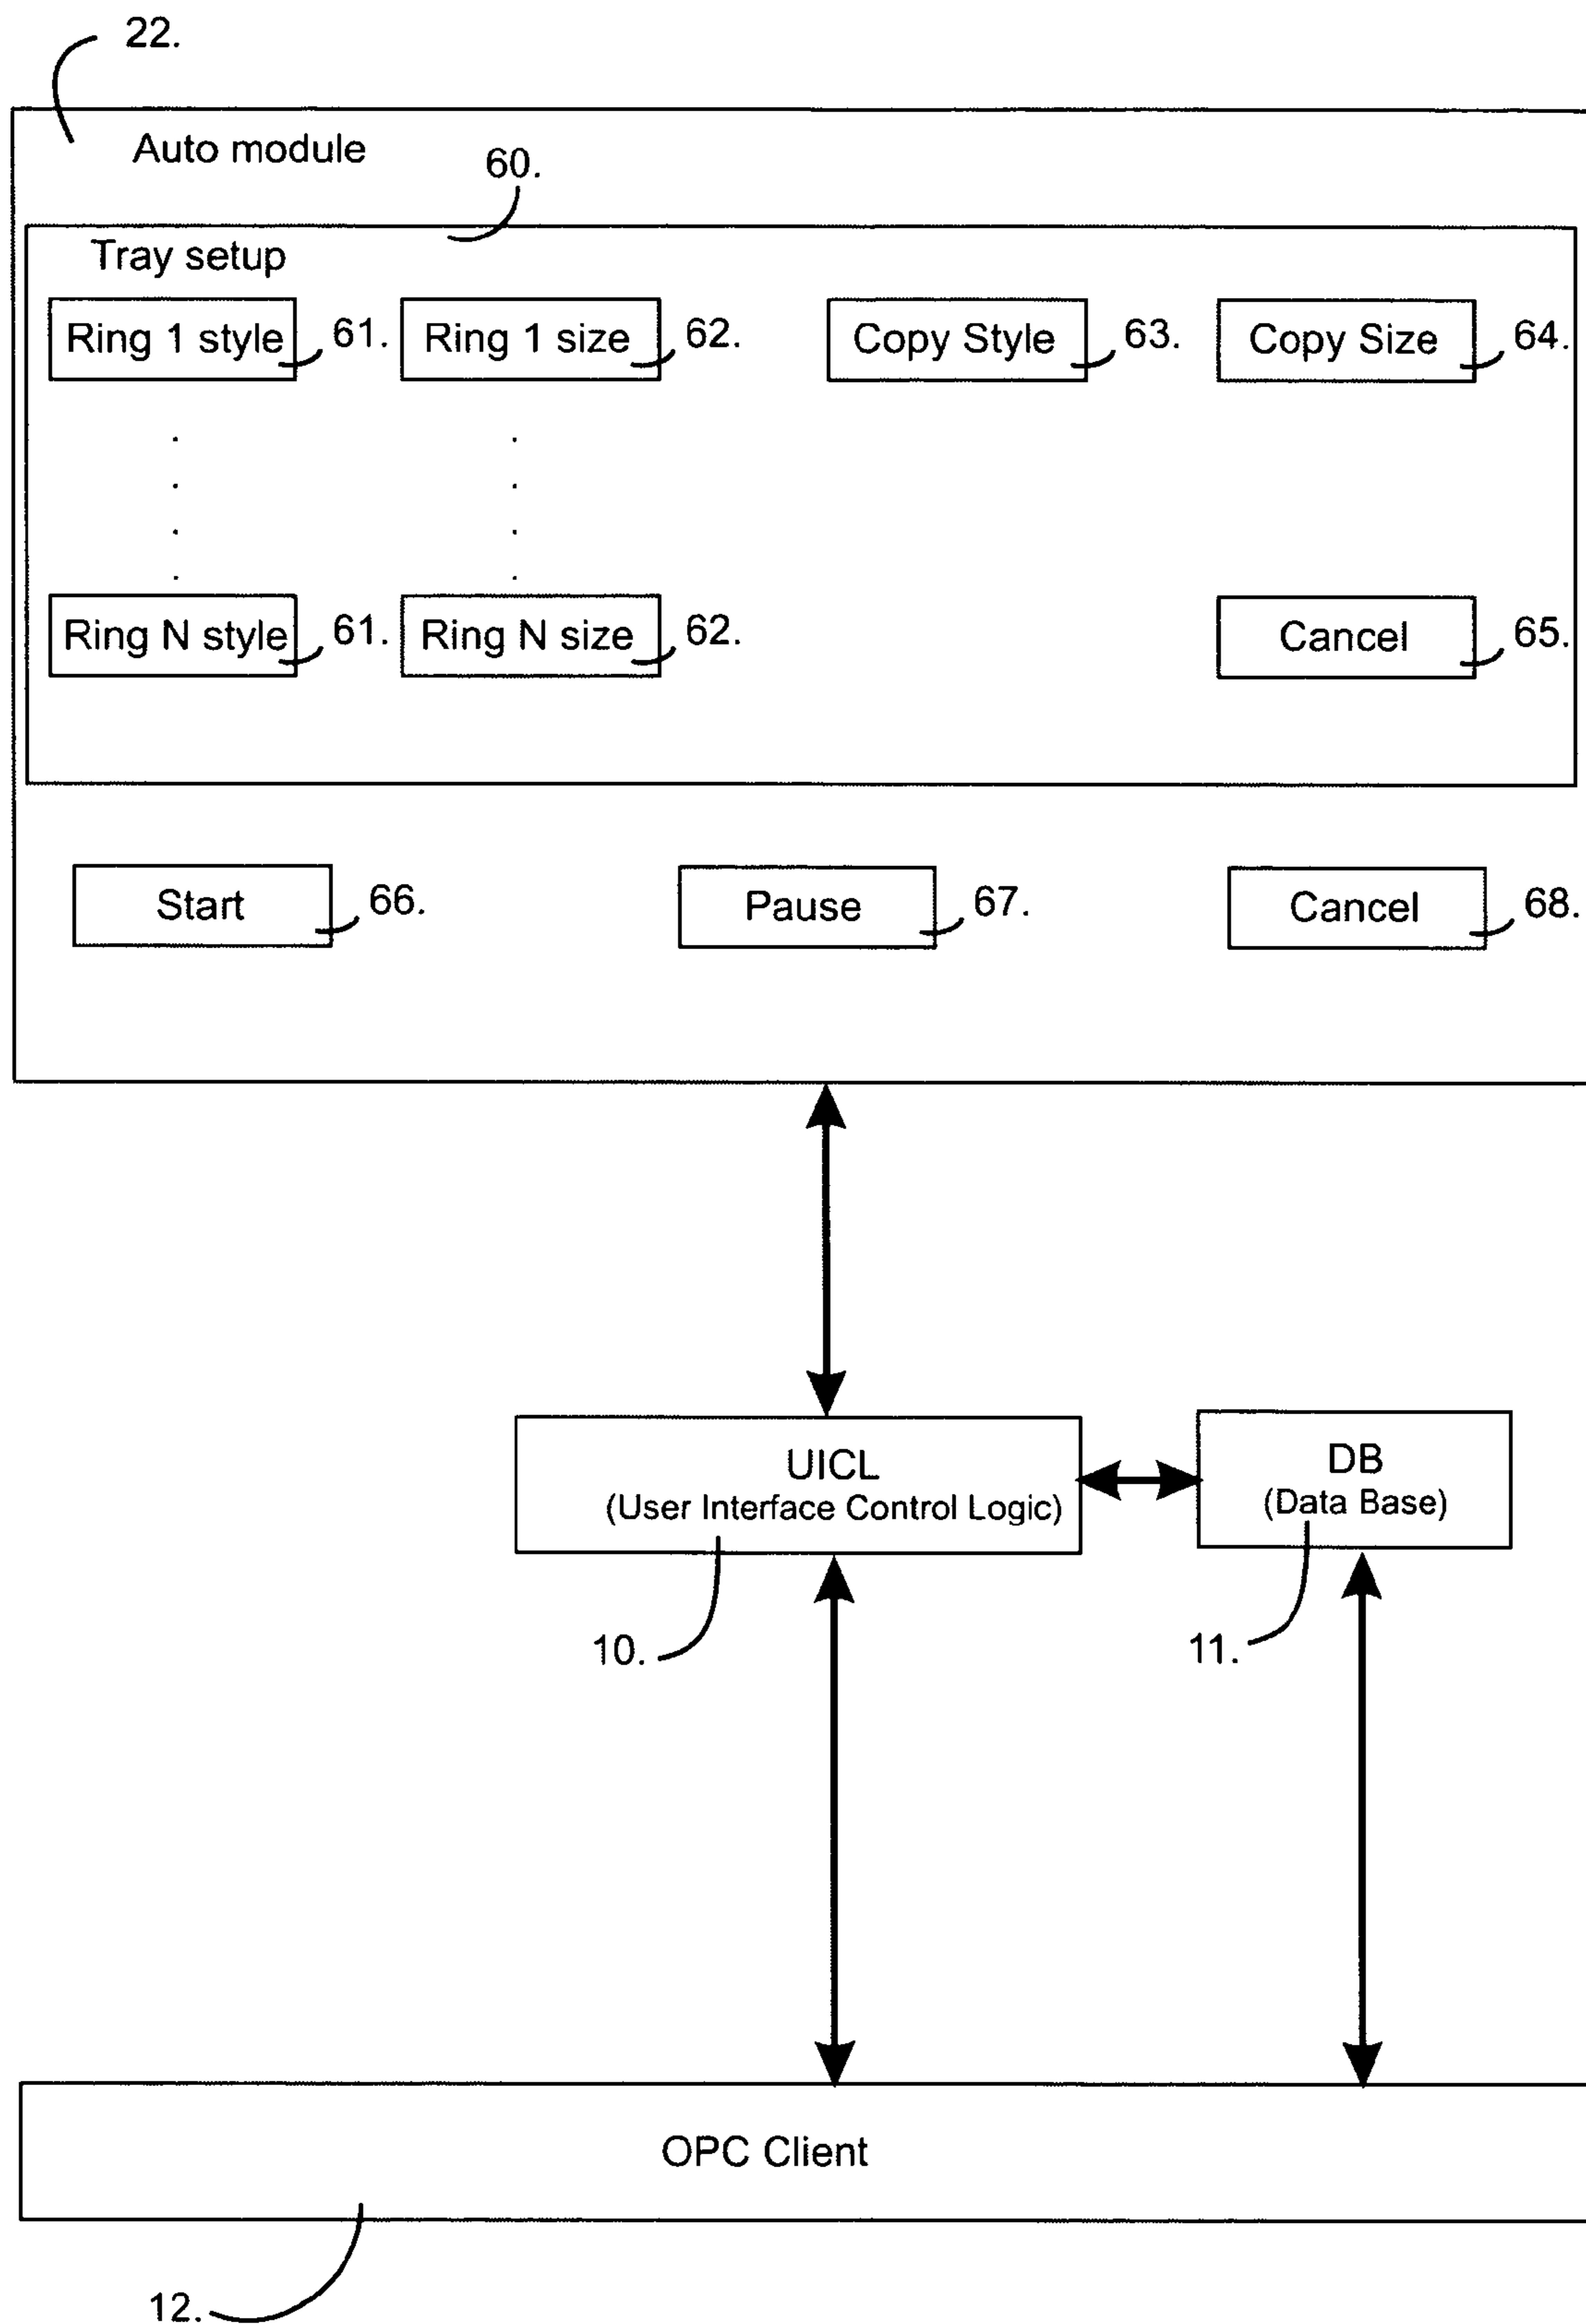 22.
Auto module
60.
Tray setup
Ring 1 style 61. Ring 1 size 62. Copy Style 63. Copy Size 64.
Ring N style 61. Ring N size 62. Cancel 65.
Start 66. Pause 67. Cancel 68.
UICL
(User Interface Control Logic)
DB
(Data Base)
10.
11.
OPC Client
12.